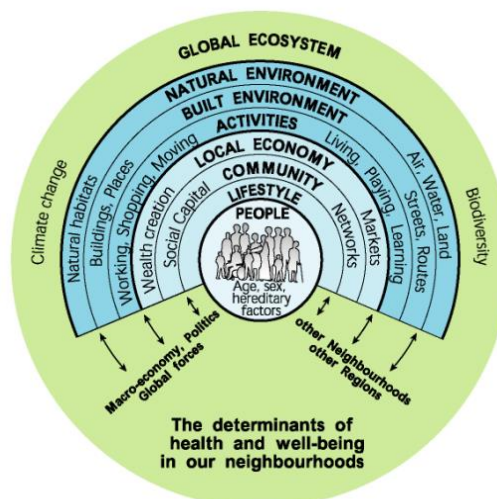 GLOBAL ECOSYSTEM
NATURAL ENVIRONMENT
BUILT ENVIRONMENT
ACTIVITIES
LOCAL ECONOMY
COMMUNITY
LIFESTYLE
PEOPLE
Age, sex,
hereditary
factors
Climate change
Natural habitats
Buildings, Places
Working, Shopping, Moving
Wealth creation
Social Capital
Networks
Markets
Living, Playing, Learning
Streets, Routes
Air, Water, Land
Biodiversity
Macro-economy, Politics
Global forces
other Neighbourhoods
other Regions
The determinants of
health and well-being
in our neighbourhoods